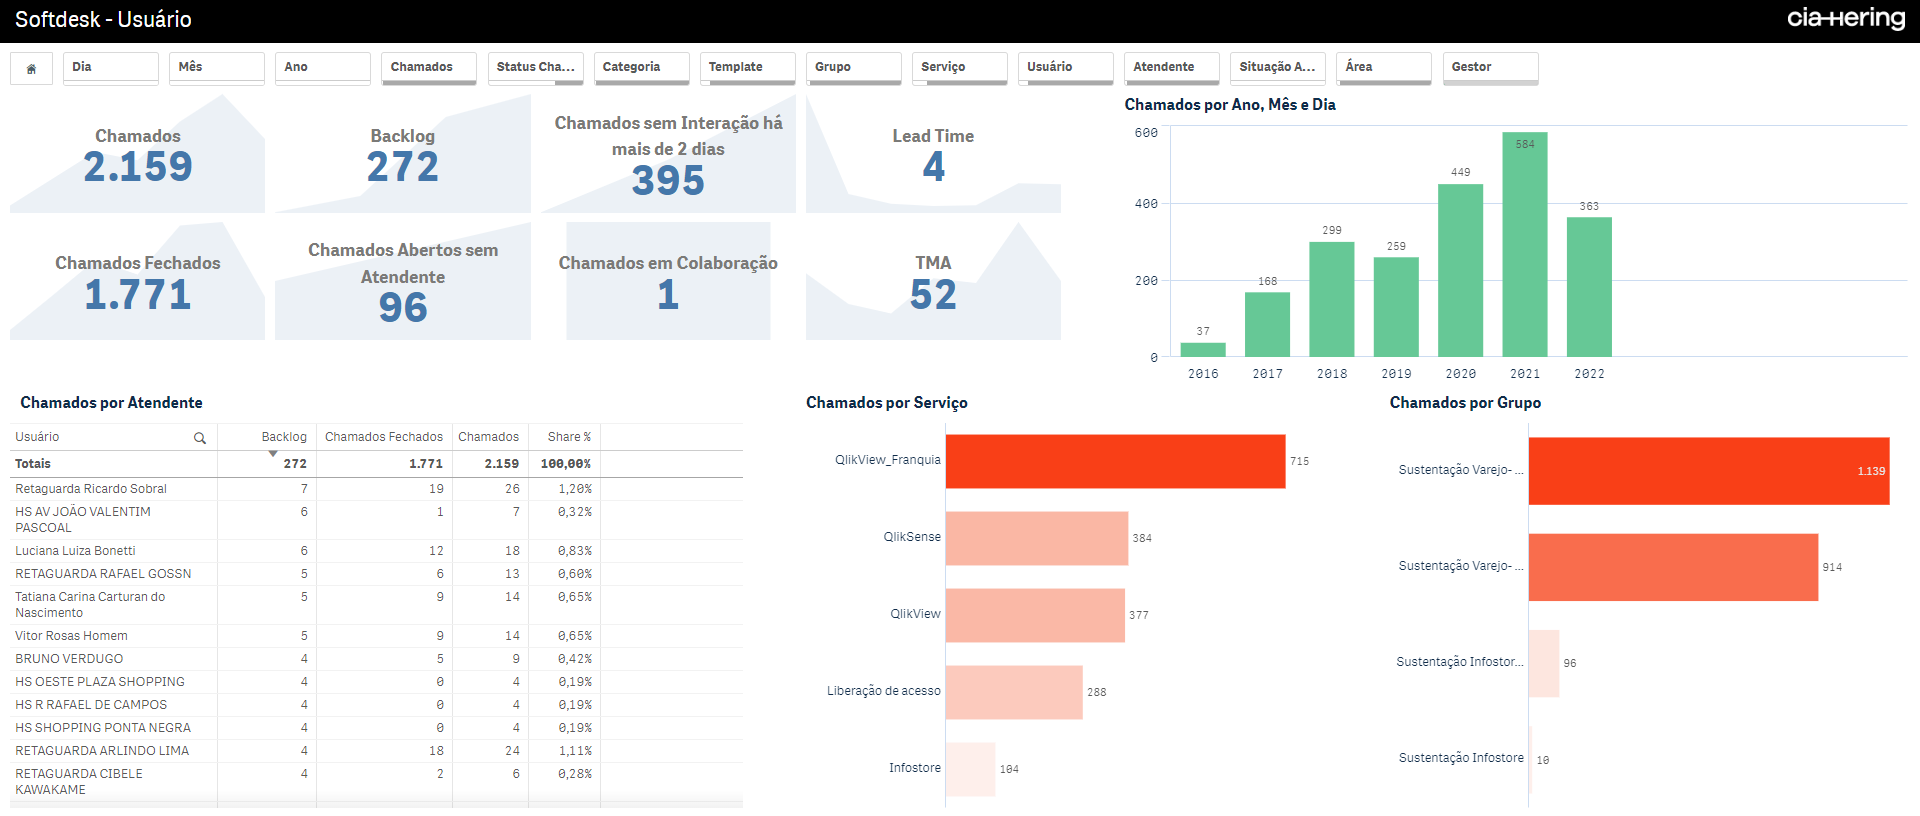 Softdesk - Usuário
cia·Hering
Dia
Mês
Ano
Chamados
Status Cha...
Categoria
Template
Grupo
Serviço
Usuário
Atendente
Situação A...
Área
Gestor
Chamados
2.159
Backlog
272
Chamados sem Interação há
mais de 2 dias
395
Lead Time
4
Chamados Fechados
1.771
Chamados Abertos sem
Atendente
96
Chamados em Colaboração
1
TMA
52
Chamados por Ano, Mês e Dia
600
400
200
0
37
168
299
259
449
584
363
2016
2017
2018
2019
2020
2021
2022
Chamados por Atendente
Usuário Backlog Chamados Fechados Chamados Share %
Totais 272 1.771 2.159 100,00%
Retaguarda Ricardo Sobral 7 19 26 1,20%
HS AV JOÃO VALENTIM 6 1 7 0,32%
PASCOAL
Luciana Luiza Bonetti 6 12 18 0,83%
RETAGUARDA RAFAEL GOSSN 5 6 13 0,60%
Tatiana Carina Carturan do 5 9 14 0,65%
Nascimento
Vitor Rosas Homem 5 9 14 0,65%
BRUNO VERDUGO 4 5 9 0,42%
HS OESTE PLAZA SHOPPING 4 0 4 0,19%
HS R RAFAEL DE CAMPOS 4 0 4 0,19%
HS SHOPPING PONTA NEGRA 4 0 4 0,19%
RETAGUARDA ARLINDO LIMA 4 18 24 1,11%
RETAGUARDA CIBELE 4 2 6 0,28%
KAWAKAME
Chamados por Serviço
QlikView_Franquia 715
QlikSense 384
QlikView 377
Liberação de acesso 288
Infostore 104
Chamados por Grupo
Sustentação Varejo- ... 1.139
Sustentação Varejo- ... 914
Sustentação Infostor... 96
Sustentação Infostore 10